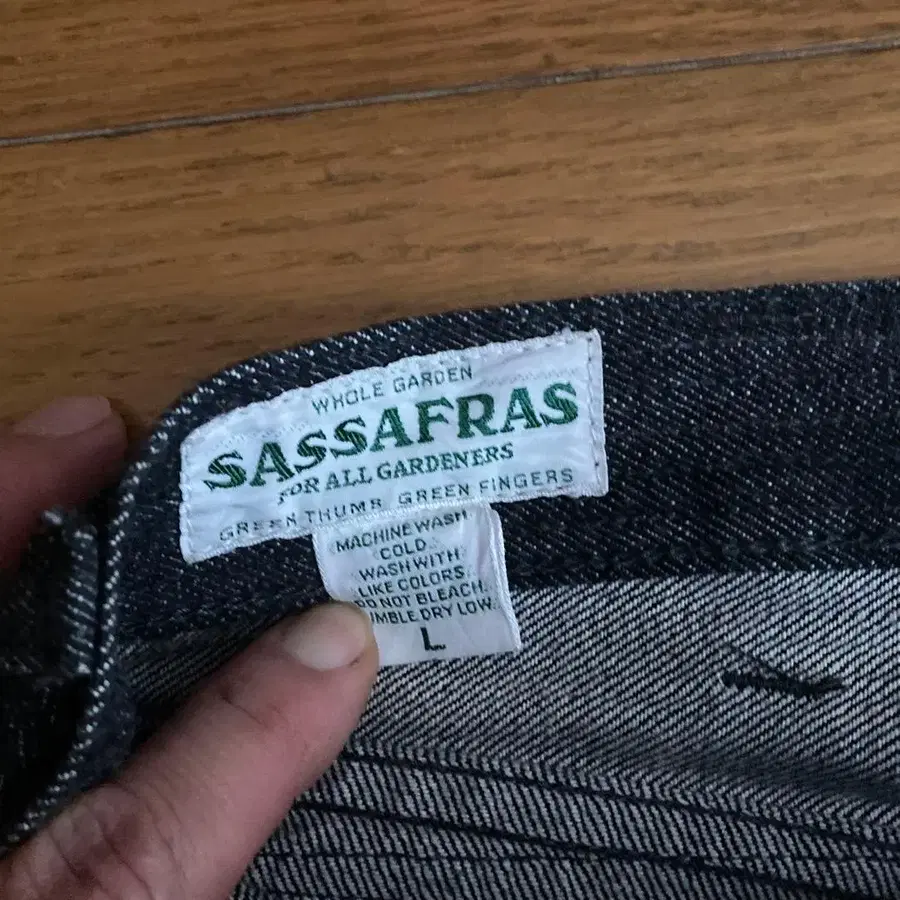 WHOLE GARDEN
SASSAFRAS
FOR ALL GARDENERS
GREEN THUMB GREEN FINGERS
MACHINE WASH
COLD
WASH WITH
LIKE COLORS.
DO NOT BLEACH.
UMBLE DRY LOW.
L